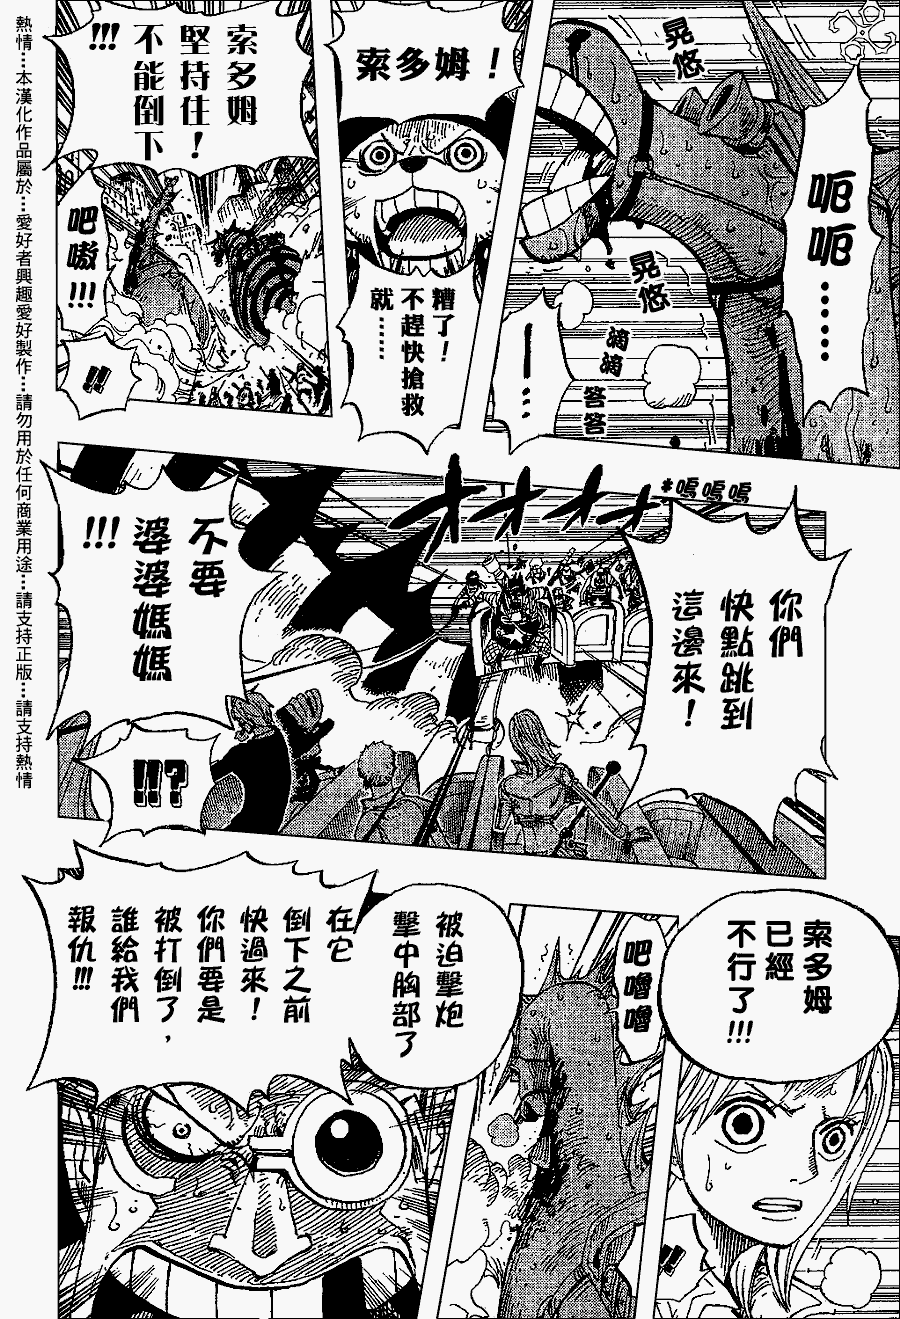 晃悠
呃呃……
晃悠
滴滴
答答
——…
索多姆！
糟了！
不趕快搶救
就……
索多姆
堅持住！
不能倒下
!!!
吧嗷!!!
!!
*嗚嗚嗚
オオオオ
你們
快點跳到
這邊來！
不要
婆婆媽媽
!!!
!!?
索多姆
已經
不行了!!!
!!
吧嚕嚕
被迫擊炮
擊中胸部了
在它
倒下之前
快過來！
你們要是
被打倒了，
誰給我們
報仇!!!
熱情…本漢化作品屬於…愛好者興趣愛好製作…請勿用於任何商業用途…請支持正版…請支持熱情